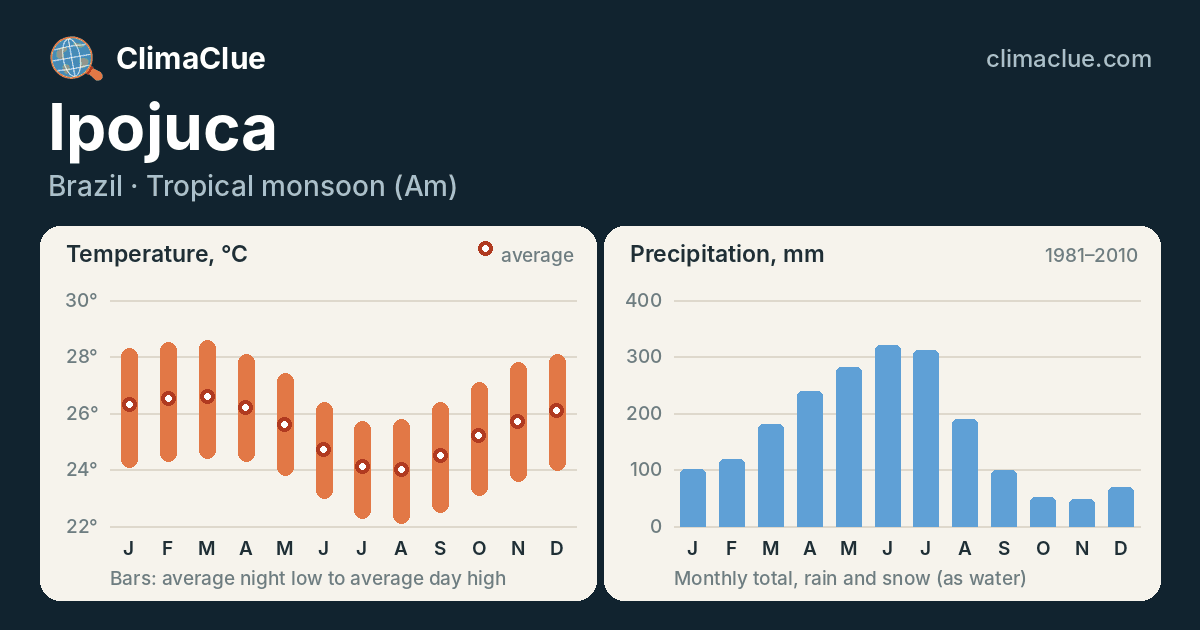 ClimaClue
climaclue.com
Ipojuca
Brazil · Tropical monsoon (Am)
Temperature, °C
average
30°
28°
26°
24°
22°
J F M A M J J A S O N D
Bars: average night low to average day high
Precipitation, mm
1981–2010
400
300
200
100
0
J F M A M J J A S O N D
Monthly total, rain and snow (as water)